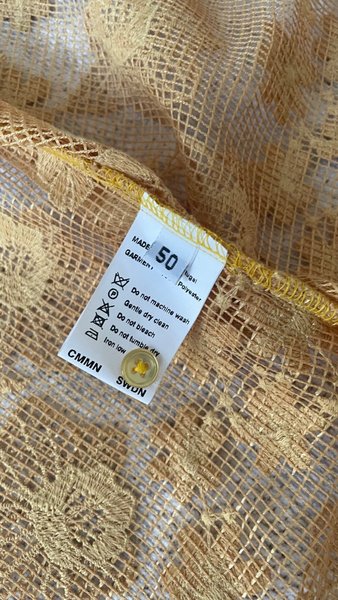 MADE
50
GARMEN
Polyester
Do not machine wash
P
Gentle dry clean
Do not bleach
Do not tumble dry
Iron low
CMMN SWDN